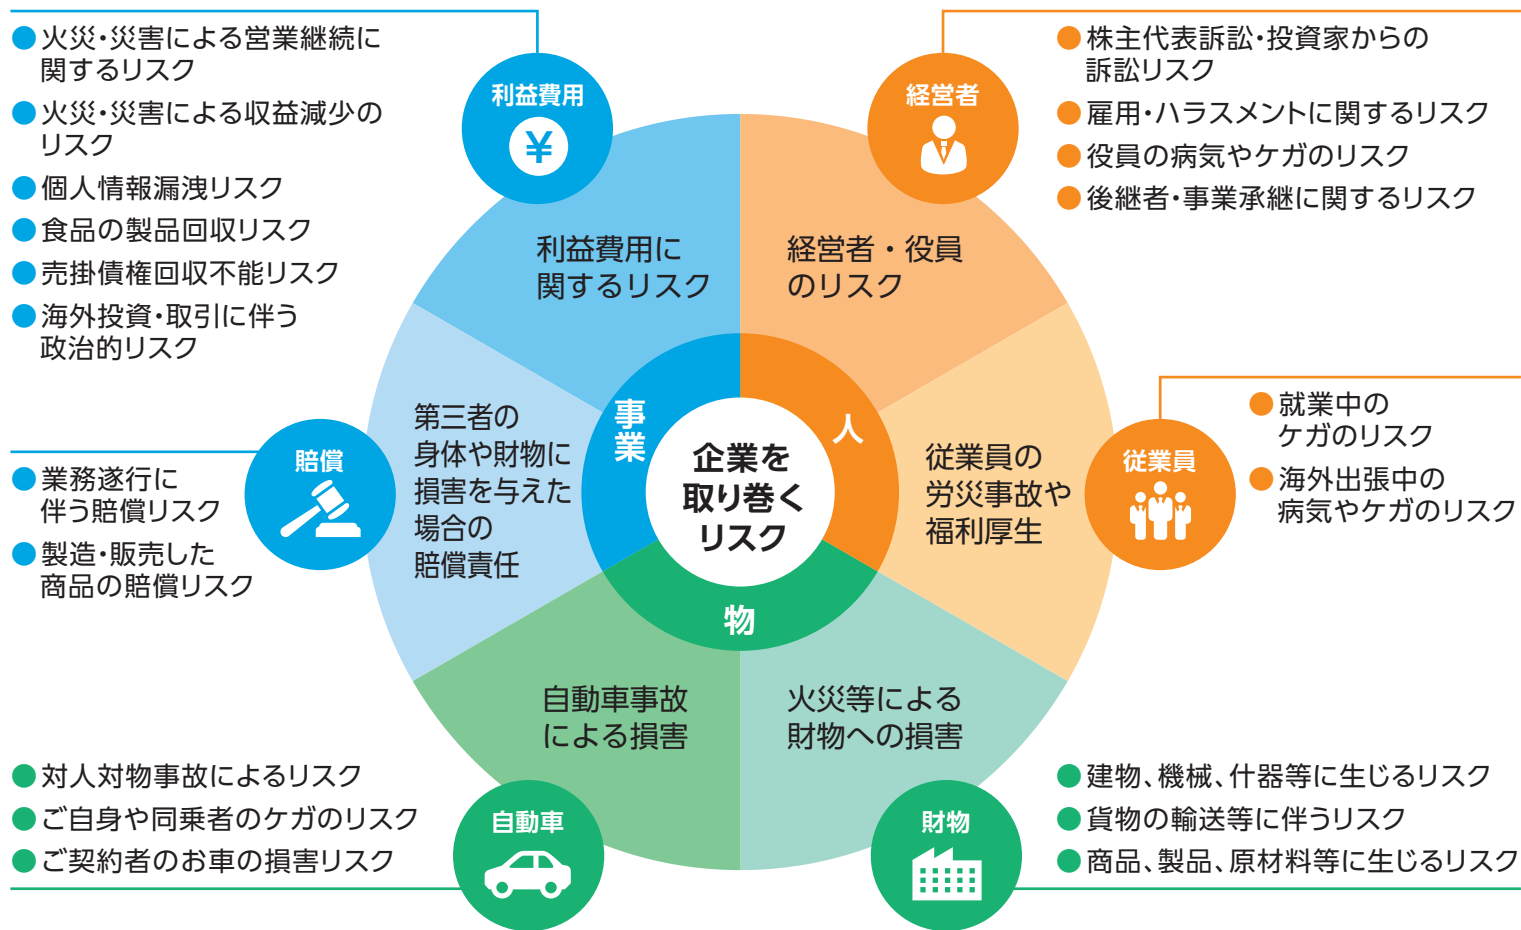 ●火災・災害による営業継続に
関するリスク
●火災・災害による収益減少の
リスク
●個人情報漏洩リスク
●食品の製品回収リスク
●売掛債権回収不能リスク
●海外投資・取引に伴う
政治的リスク
利益費用
¥
経営者
●株主代表訴訟・投資家からの
訴訟リスク
●雇用・ハラスメントに関するリスク
●役員の病気やケガのリスク
●後継者・事業承継に関するリスク
利益費用に
関するリスク
経営者・役員
のリスク
●業務遂行に
伴う賠償リスク
●製造・販売した
商品の賠償リスク
賠償
第三者の
身体や財物に
損害を与えた
場合の
賠償責任
事業
人
物
企業を
取り巻く
リスク
従業員の
労災事故や
福利厚生
従業員
●就業中の
ケガのリスク
●海外出張中の
病気やケガのリスク
自動車事故
による損害
火災等による
財物への損害
●対人対物事故によるリスク
●ご自身や同乗者のケガのリスク
●ご契約者のお車の損害リスク
自動車
財物
●建物、機械、什器等に生じるリスク
●貨物の輸送等に伴うリスク
●商品、製品、原材料等に生じるリスク